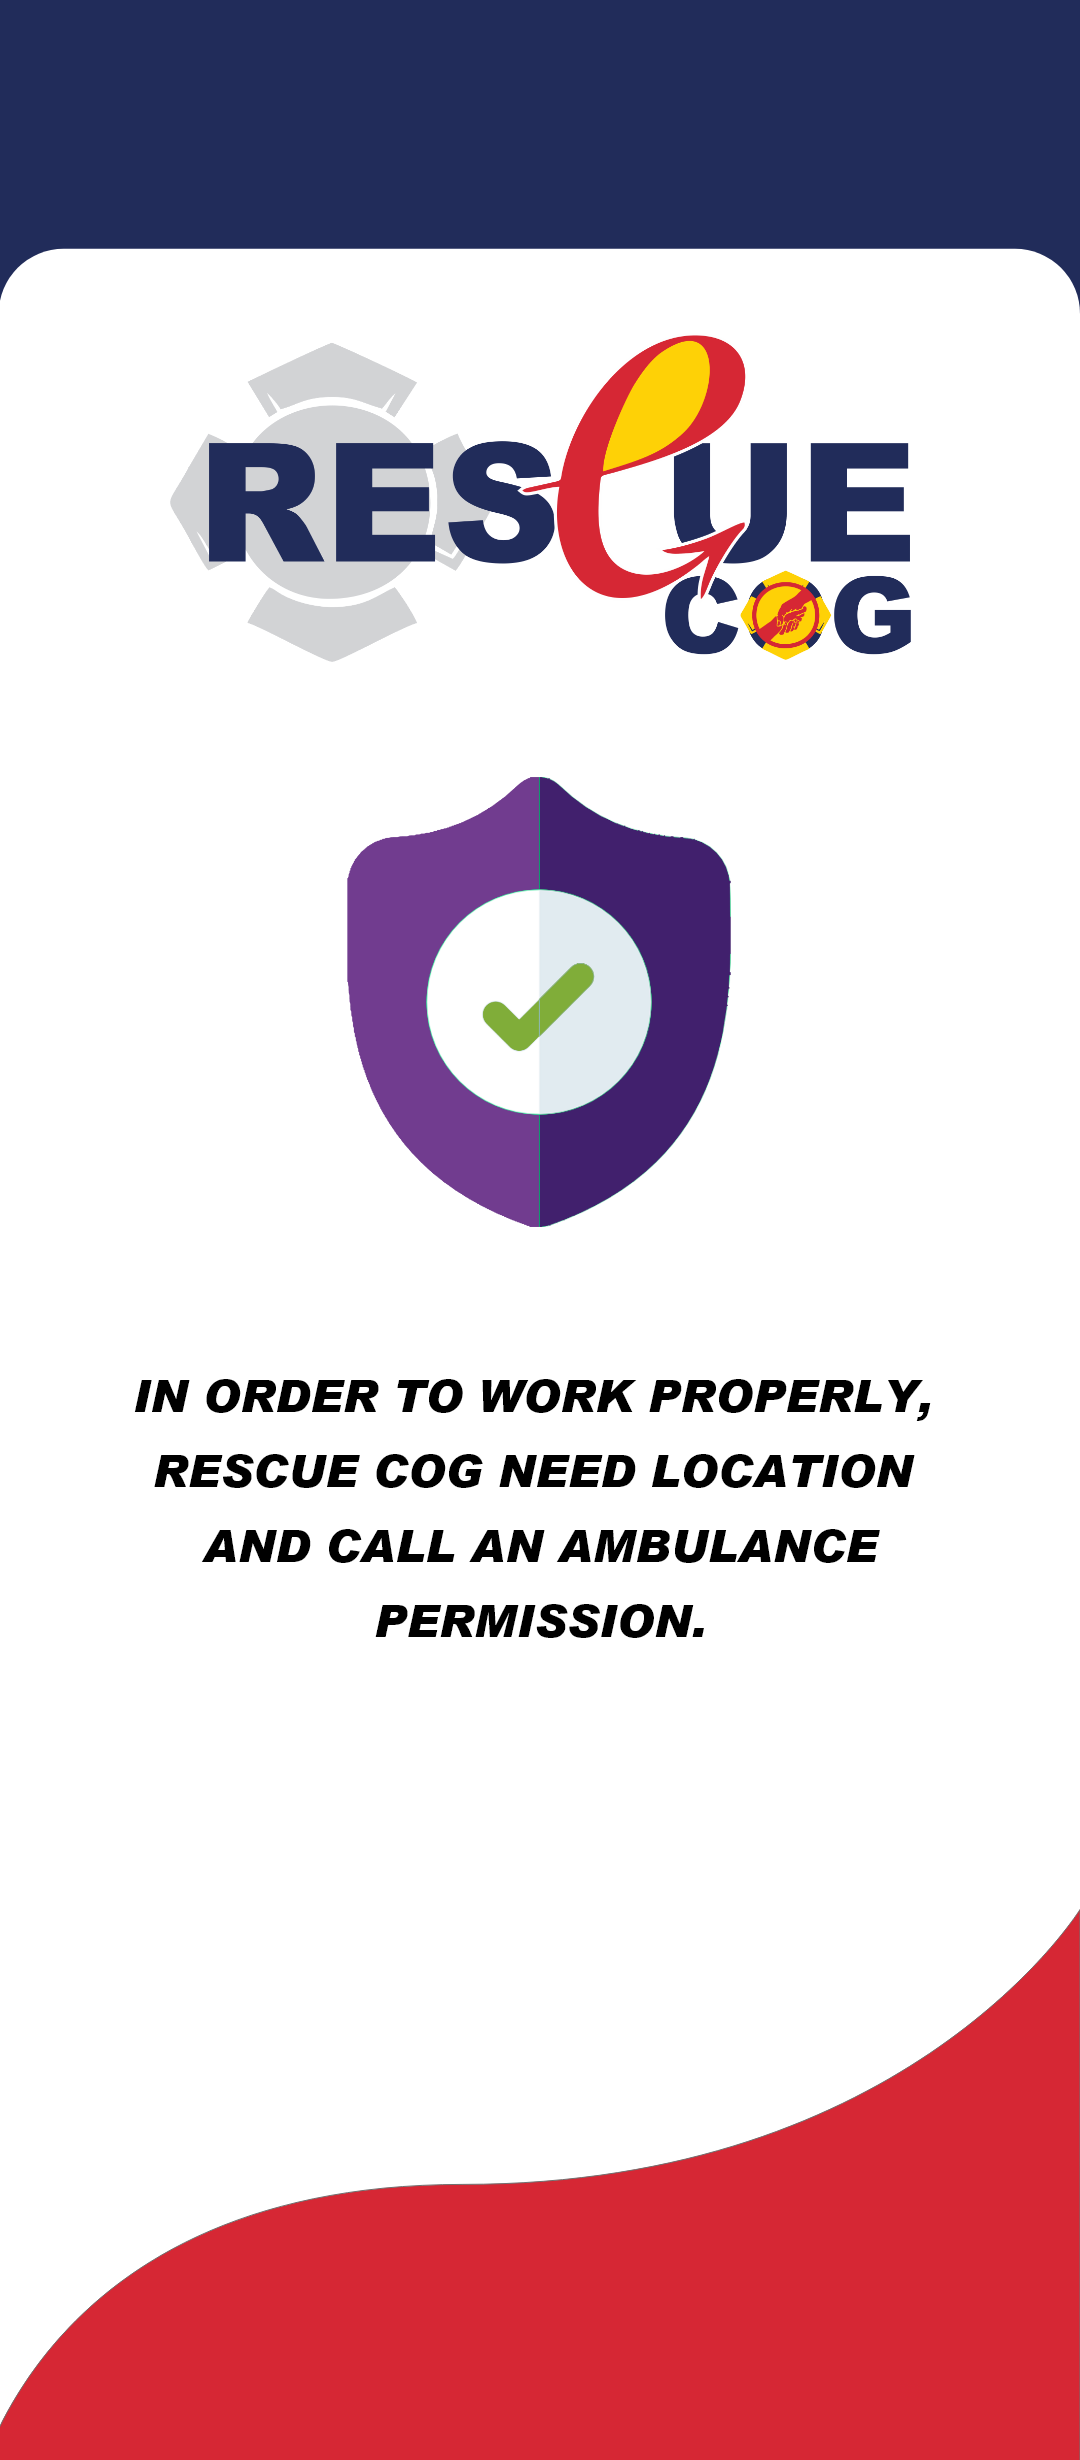 RESCUE
COG
IN ORDER TO WORK PROPERLY,
RESCUE COG NEED LOCATION
AND CALL AN AMBULANCE
PERMISSION.